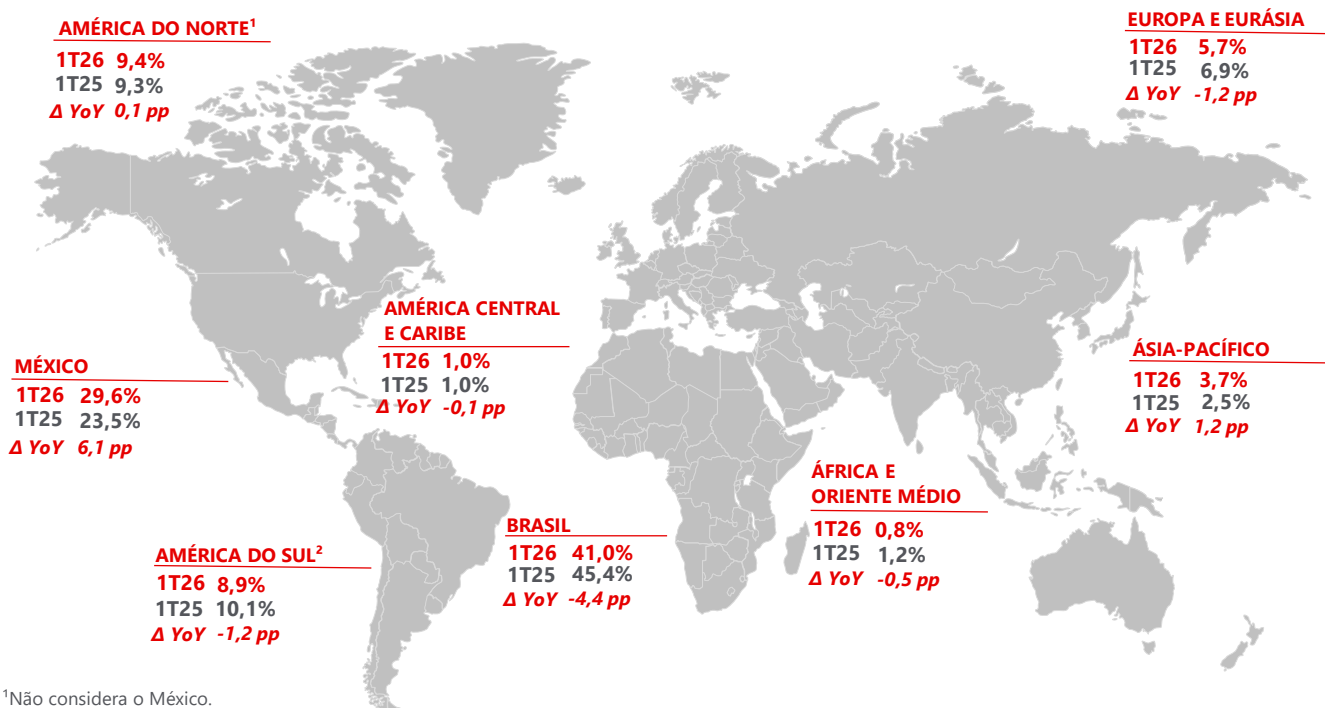 AMÉRICA DO NORTE¹
1T26 9,4%
1T25 9,3%
Δ YoY 0,1 pp
EUROPA E EURÁSIA
1T26 5,7%
1T25 6,9%
Δ YoY -1,2 pp
AMÉRICA CENTRAL
E CARIBE
1T26 1,0%
1T25 1,0%
Δ YoY -0,1 pp
MÉXICO
1T26 29,6%
1T25 23,5%
Δ YoY 6,1 pp
ÁSIA-PACÍFICO
1T26 3,7%
1T25 2,5%
Δ YoY 1,2 pp
ÁFRICA E
ORIENTE MÉDIO
1T26 0,8%
1T25 1,2%
Δ YoY -0,5 pp
BRASIL
1T26 41,0%
1T25 45,4%
Δ YoY -4,4 pp
AMÉRICA DO SUL²
1T26 8,9%
1T25 10,1%
Δ YoY -1,2 pp
¹Não considera o México.